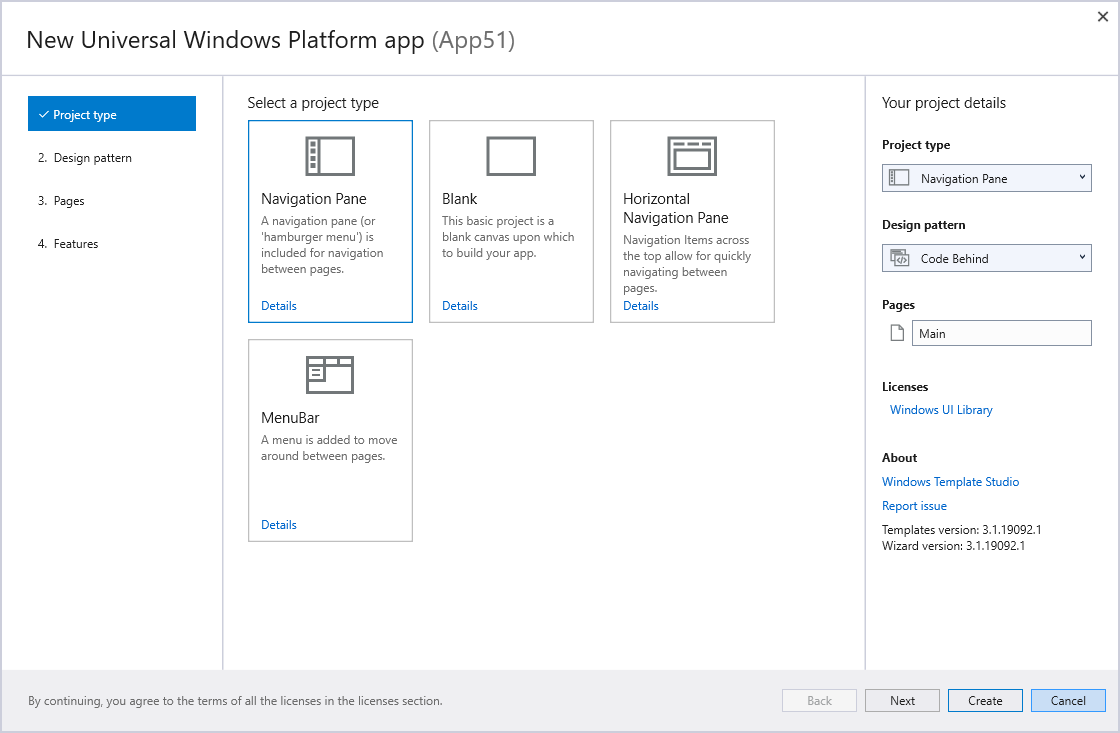 New Universal Windows Platform app (App51)
Project type
2. Design pattern
3. Pages
4. Features
Select a project type
Navigation Pane
A navigation pane (or
'hamburger menu') is
included for navigation
between pages.
Details
Blank
This basic project is a
blank canvas upon which
to build your app.
Details
Horizontal
Navigation Pane
Navigation Items across
the top allow for quickly
navigating between
pages.
Details
MenuBar
A menu is added to move
around between pages.
Details
Your project details
Project type
Navigation Pane
Design pattern
Code Behind
Pages
Main
Licenses
Windows UI Library
About
Windows Template Studio
Report issue
Templates version: 3.1.19092.1
Wizard version: 3.1.19092.1
By continuing, you agree to the terms of all the licenses in the licenses section.
Back
Next
Create
Cancel